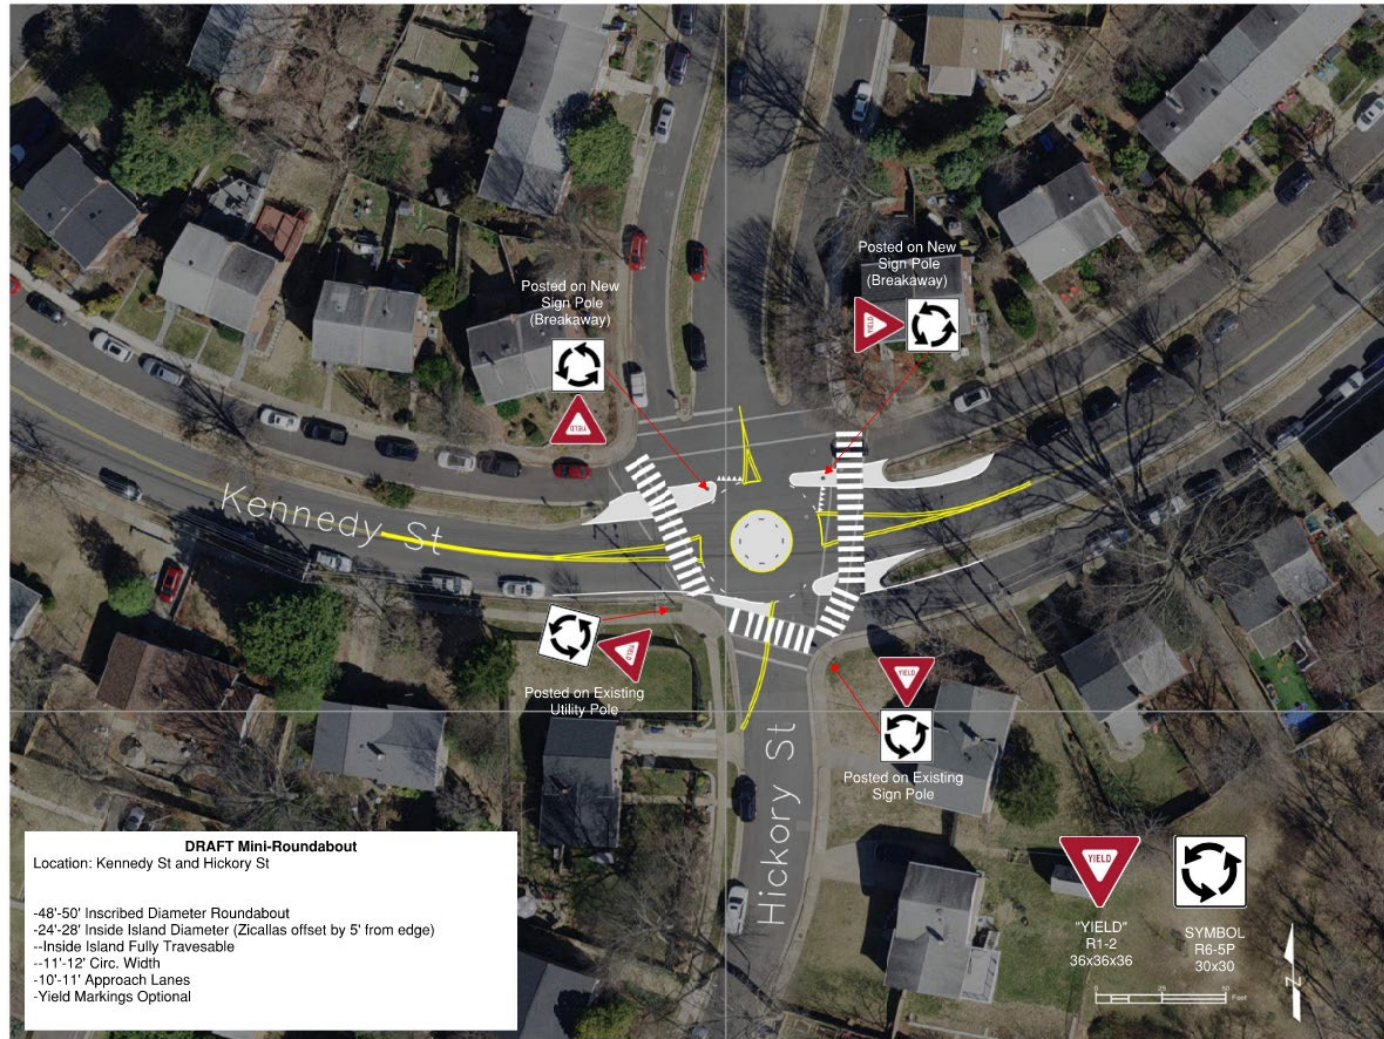 Posted on New
Sign Pole
(Breakaway)
YIELD
Posted on New
Sign Pole
(Breakaway)
YIELD
Kennedy St
YIELD
Posted on Existing
Utility Pole
YIELD
Posted on Existing
Sign Pole
Hickory St
DRAFT Mini-Roundabout
Location: Kennedy St and Hickory St
-48'-50' Inscribed Diameter Roundabout
-24'-28' Inside Island Diameter (Zicallas offset by 5' from edge)
--Inside Island Fully Travesable
--11'-12' Circ. Width
-10'-11' Approach Lanes
-Yield Markings Optional
YIELD
"YIELD"
R1-2
36x36x36
SYMBOL
R6-5P
30x30
0 25 50
Feet
N